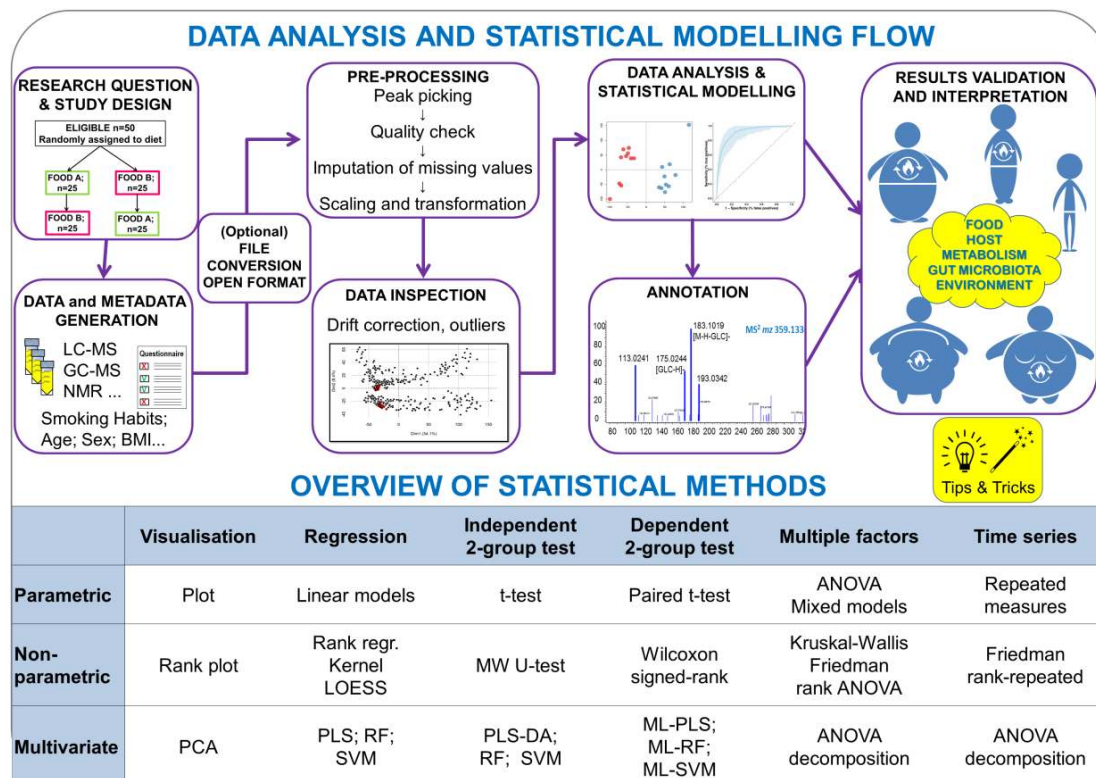 DATA ANALYSIS AND STATISTICAL MODELLING FLOW
RESEARCH QUESTION
& STUDY DESIGN
ELIGIBLE n=50
Randomly assigned to diet
FOOD A;
n=25
FOOD B;
n=25
FOOD B;
n=25
FOOD A;
n=25
DATA and METADATA
GENERATION
LC-MS
GC-MS
NMR ...
Questionnaire
Smoking Habits;
Age; Sex; BMI...
(Optional)
FILE
CONVERSION
OPEN FORMAT
PRE-PROCESSING
Peak picking
Quality check
Imputation of missing values
Scaling and transformation
DATA INSPECTION
Drift correction, outliers
-50 0 50 100 150
DATA ANALYSIS &
STATISTICAL MODELLING
ANNOTATION
MS² mz 359.133
183.1019
[M-H-GLC]-
175.0244
[GLC-H]
113.0241
193.0342
100
80
60
40
20
0
80 100 120 140 160 180 200 220 240 260 280 300 32
RESULTS VALIDATION
AND INTERPRETATION
FOOD
HOST
METABOLISM
GUT MICROBIOTA
ENVIRONMENT
Tips & Tricks
OVERVIEW OF STATISTICAL METHODS
Visualisation Regression Independent 2-group test Dependent 2-group test Multiple factors Time series
Parametric Plot Linear models t-test Paired t-test ANOVA Mixed models Repeated measures
Non-parametric Rank plot Rank regr. Kernel LOESS MW U-test Wilcoxon signed-rank Kruskal-Wallis Friedman rank ANOVA Friedman rank-repeated
Multivariate PCA PLS; RF; SVM PLS-DA; RF; SVM ML-PLS; ML-RF; ML-SVM ANOVA decomposition ANOVA decomposition